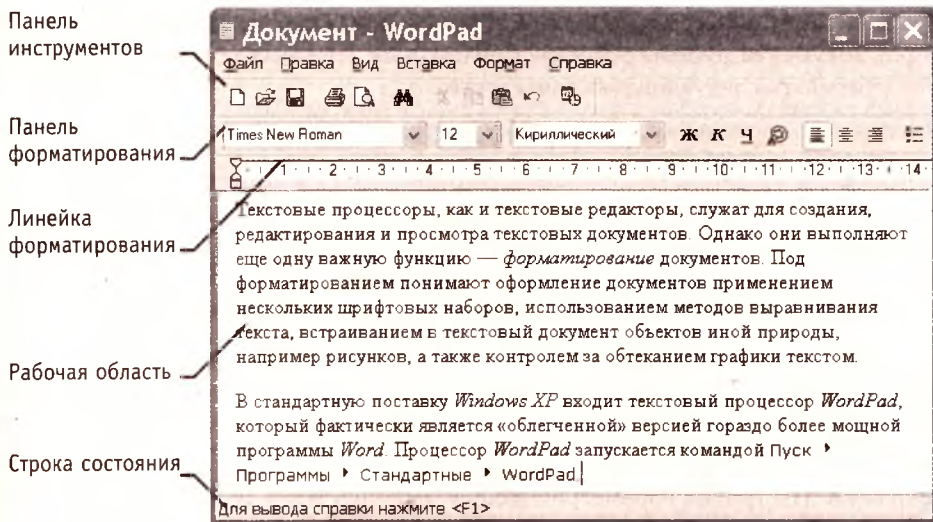 Панель
инструментов
Панель
форматирования
Линейка
форматирования
Рабочая область
Строка состояния
Документ - WordPad
Файл Правка Вид Вставка Формат Справка
Times New Roman 12 Кириллический Ж К Ч
1 2 3 4 5 6 7 8 9 10 11 12 13 14
Текстовые процессоры, как и текстовые редакторы, служат для создания,
редактирования и просмотра текстовых документов. Однако они выполняют
еще одну важную функцию — форматирование документов. Под
форматированием понимают оформление документов применением
нескольких шрифтовых наборов, использованием методов выравнивания
текста, встраиванием в текстовый документ объектов иной природы,
например рисунков, а также контролем за обтеканием графики текстом.
В стандартную поставку Windows XP входит текстовый процессор WordPad,
который фактически является «облегченной» версией гораздо более мощной
программы Word. Процессор WordPad запускается командой Пуск ▸
Программы ▸ Стандартные ▸ WordPad.
Для вывода справки нажмите <F1>